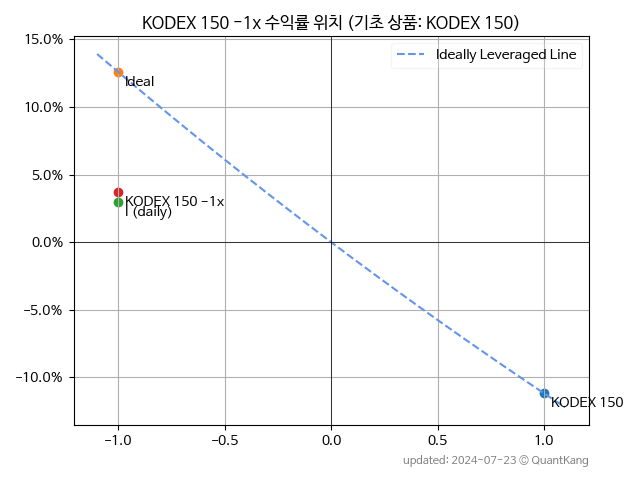 KODEX 150 -1x 수익률 위치 (기초 상품: KODEX 150)
Ideally Leveraged Line
15.0%
10.0%
5.0%
0.0%
-5.0%
-10.0%
Ideal
KODEX 150 -1x
I (daily)
KODEX 150
-1.0
-0.5
0.0
0.5
1.0
updated: 2024-07-23 © QuantKang